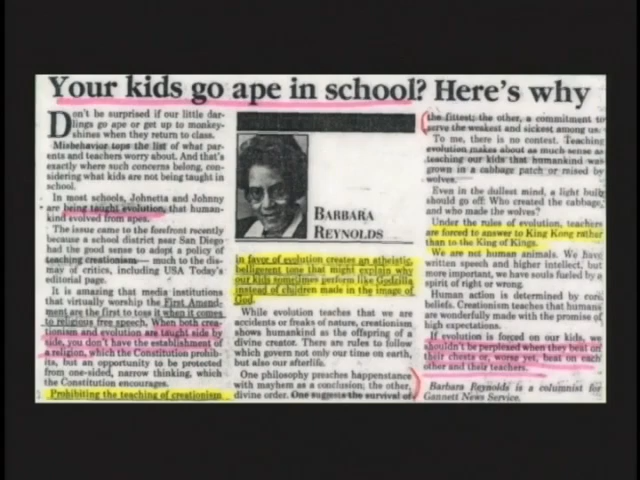 Your kids go ape in school? Here's why
Don't be surprised if our little dar-
lings go ape or get up to monkey-
shines when they return to class.
Misbehavior tops the list of what par-
ents and teachers worry about. And that's
exactly where such concerns belong, con-
sidering what kids are not being taught in
school.
In most schools, Johnetta and Johnny
are being taught evolution, that human-
kind evolved from apes.
The issue came to the forefront recently
because a school district near San Diego
had the good sense to adopt a policy of
teaching creationism — much to the dis-
may of critics, including USA Today's
editorial page.
It is amazing that media institutions
that virtually worship the First Amend-
ment are the first to toss it when it comes
to religious free speech. When both cre-
ationism and evolution are taught side by
side, you don't have the establishment of
a religion, which the Constitution prohib-
its, but an opportunity to be protected
from one-sided, narrow thinking, which
the Constitution encourages.
Prohibiting the teaching of creationism
BARBARA
REYNOLDS
in favor of evolution creates an atheistic,
belligerent tone that might explain why
our kids sometimes perform like Godzilla
instead of children made in the image of
God.
While evolution teaches that we are
accidents or freaks of nature, creationism
shows humankind as the offspring of a
divine creator. There are rules to follow
which govern not only our time on earth,
but also our afterlife.
One philosophy preaches happenstance
with mayhem as a conclusion; the other,
divine order. One suggests the survival of
the fittest; the other, a commitment to
serve the weakest and sickest among us.
To me, there is no contest. Teaching
evolution makes about as much sense as
teaching our kids that humankind was
grown in a cabbage patch or raised by
wolves.
Even in the dullest mind, a light bulb
should go off: Who created the cabbage,
and who made the wolves?
Under the rules of evolution, teachers
are forced to answer to King Kong rather
than to the King of Kings.
We are not human animals. We have
written speech and higher intellect, but
more important, we have souls fueled by a
spirit of right or wrong.
Human action is determined by core
beliefs. Creationism teaches that humans
are wonderfully made with the promise of
high expectations.
If evolution is forced on our kids, we
shouldn't be perplexed when they beat on
their chests or, worse yet, beat on each
other and their teachers.
Barbara Reynolds is a columnist for
Gannett News Service.